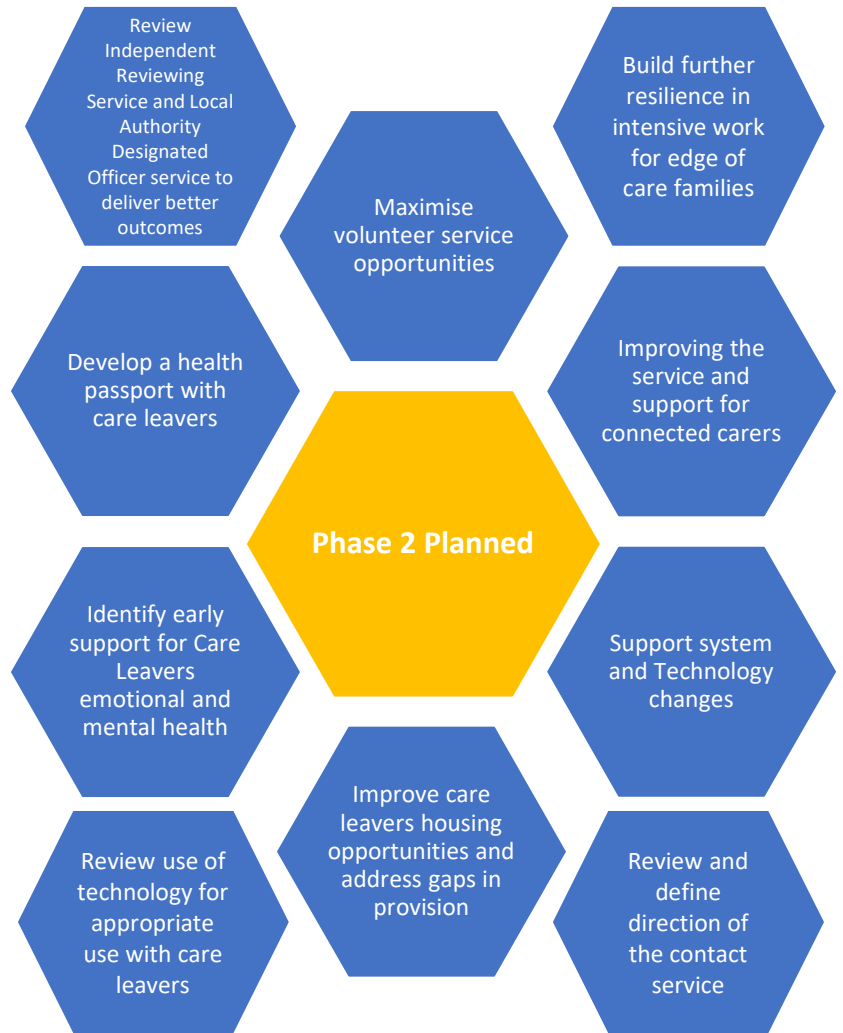 Review
Independent
Reviewing
Service and Local
Authority
Designated
Officer service to
deliver better
outcomes
Maximise
volunteer service
opportunities
Build further
resilience in
intensive work
for edge of
care families
Develop a health
passport with
care leavers
Improving the
service and
support for
connected carers
Phase 2 Planned
Identify early
support for Care
Leavers
emotional and
mental health
Support system
and Technology
changes
Improve care
leavers housing
opportunities and
address gaps in
provision
Review use of
technology for
appropriate
use with care
leavers
Review and
define
direction of
the contact
service